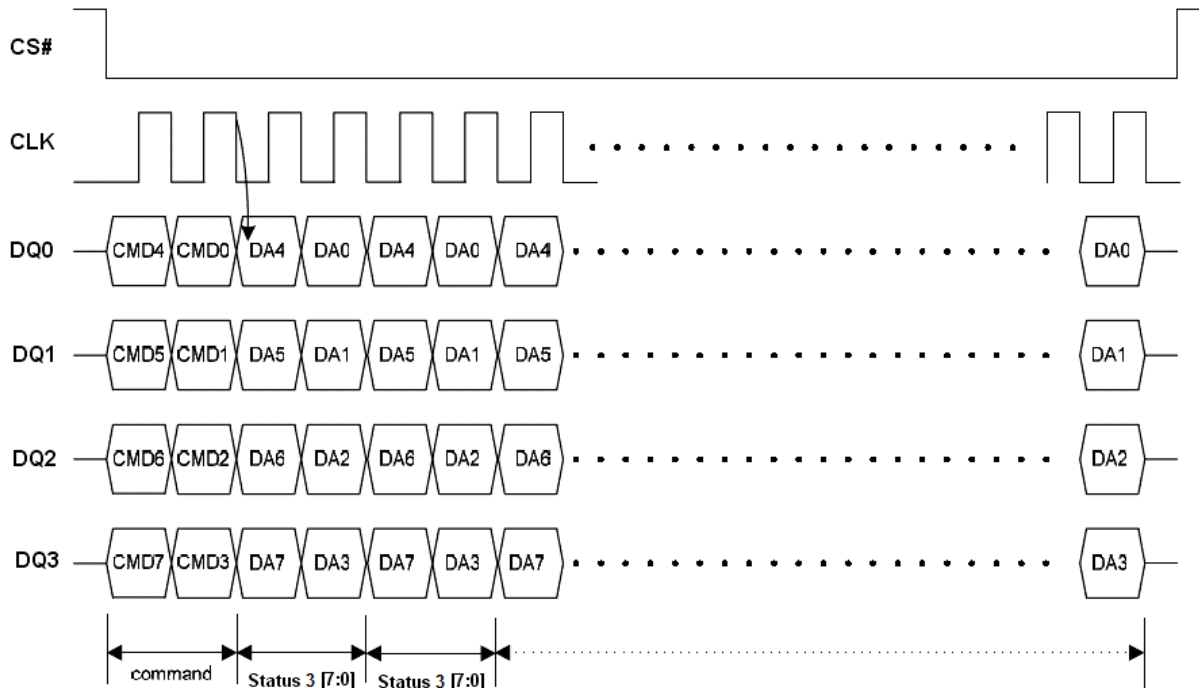 CS#
CLK
DQ0 CMD4 CMD0 DA4 DA0 DA4 DA0 DA4 DA0
DQ1 CMD5 CMD1 DA5 DA1 DA5 DA1 DA5 DA1
DQ2 CMD6 CMD2 DA6 DA2 DA6 DA2 DA6 DA2
DQ3 CMD7 CMD3 DA7 DA3 DA7 DA3 DA7 DA3
command Status 3 [7:0] Status 3 [7:0]